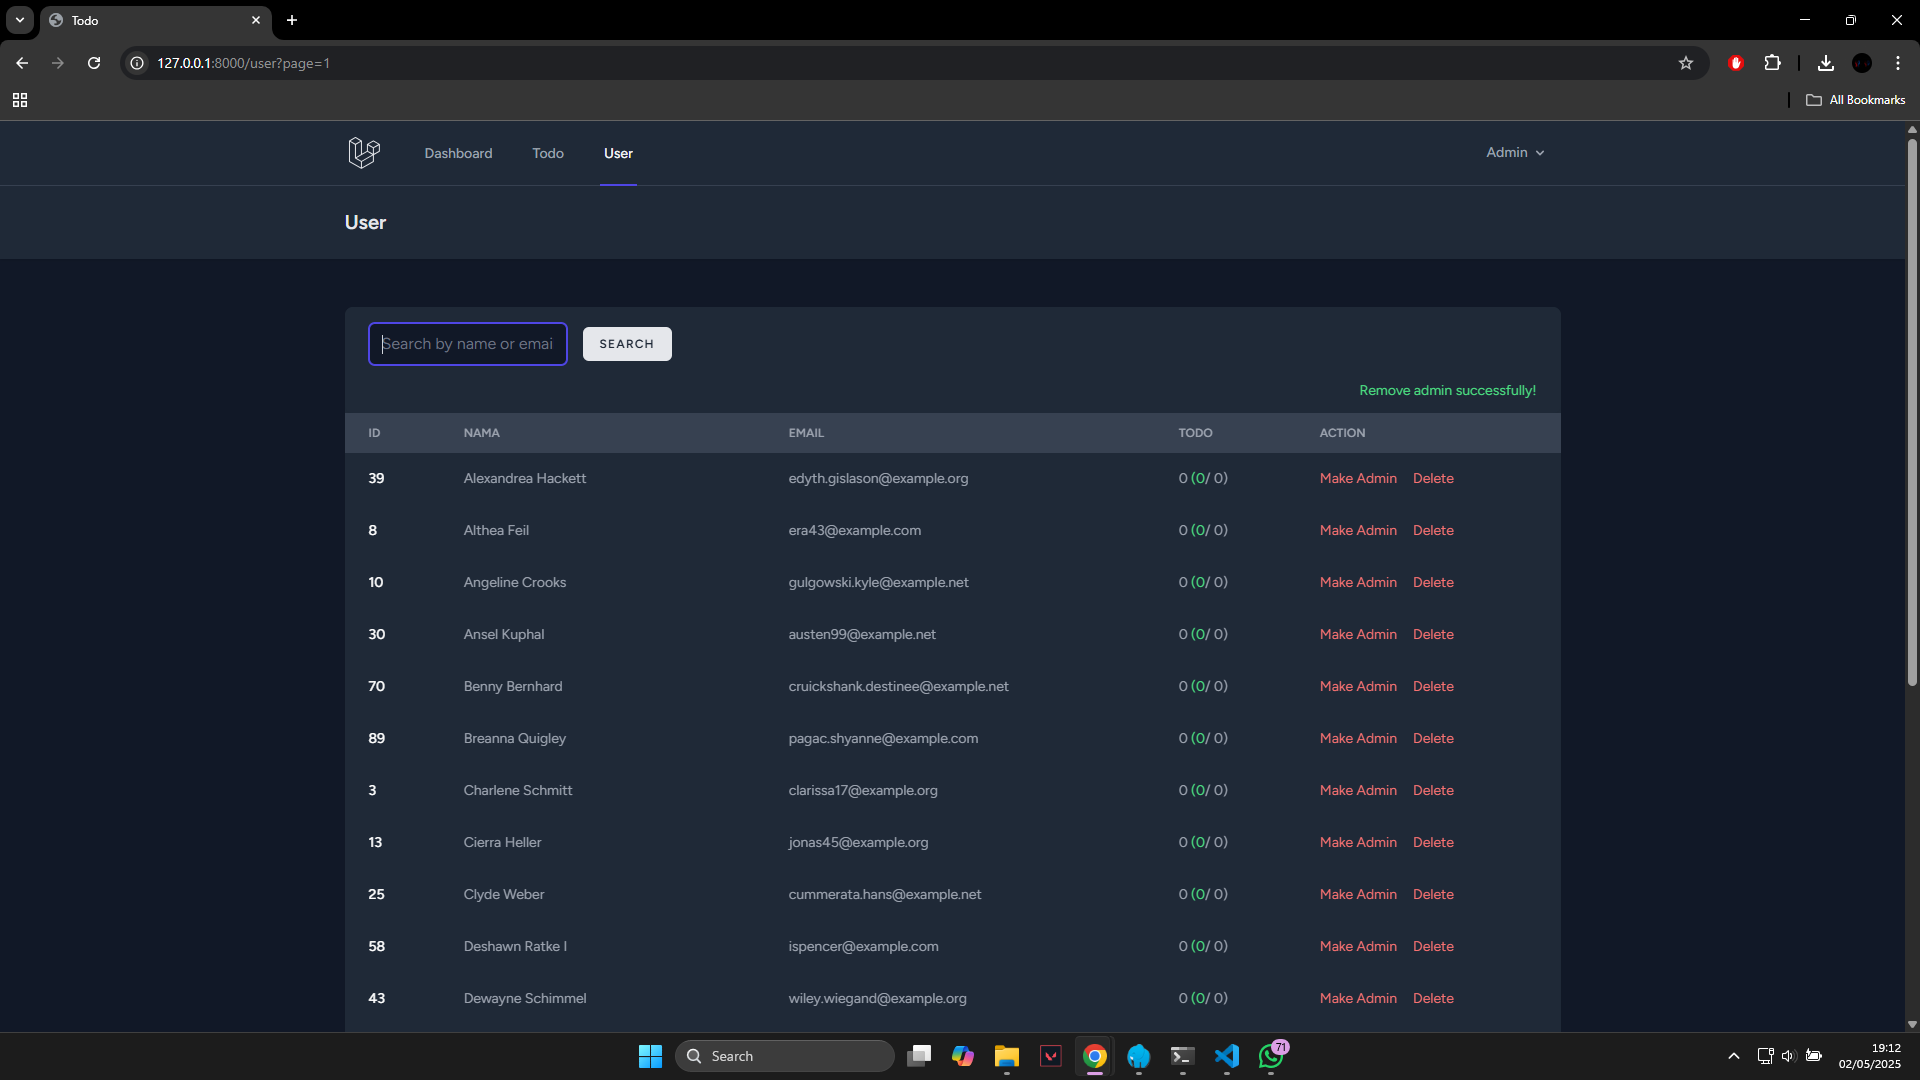 Todo
127.0.0.1:8000/user?page=1
All Bookmarks
Dashboard Todo User Admin
User
Search by name or emai SEARCH
Remove admin successfully!
ID NAMA EMAIL TODO ACTION
39 Alexandrea Hackett edyth.gislason@example.org 0 (0/ 0) Make Admin Delete
8 Althea Feil era43@example.com 0 (0/ 0) Make Admin Delete
10 Angeline Crooks gulgowski.kyle@example.net 0 (0/ 0) Make Admin Delete
30 Ansel Kuphal austen99@example.net 0 (0/ 0) Make Admin Delete
70 Benny Bernhard cruickshank.destinee@example.net 0 (0/ 0) Make Admin Delete
89 Breanna Quigley pagac.shyanne@example.com 0 (0/ 0) Make Admin Delete
3 Charlene Schmitt clarissa17@example.org 0 (0/ 0) Make Admin Delete
13 Cierra Heller jonas45@example.org 0 (0/ 0) Make Admin Delete
25 Clyde Weber cummerata.hans@example.net 0 (0/ 0) Make Admin Delete
58 Deshawn Ratke I ispencer@example.com 0 (0/ 0) Make Admin Delete
43 Dewayne Schimmel wiley.wiegand@example.org 0 (0/ 0) Make Admin Delete
Search 71 19:12
02/05/2025